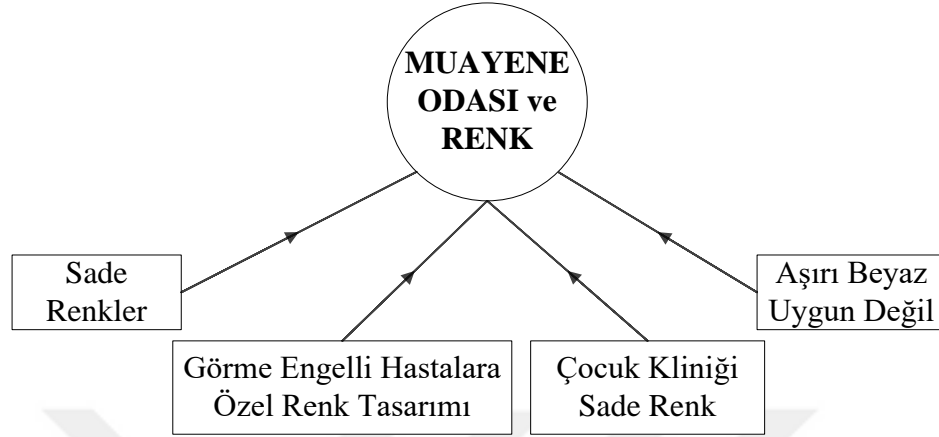 MUAYENE
ODASI ve
RENK
Sade
Renkler
Görme Engelli Hastalara
Özel Renk Tasarımı
Çocuk Kliniği
Sade Renk
Aşırı Beyaz
Uygun Değil